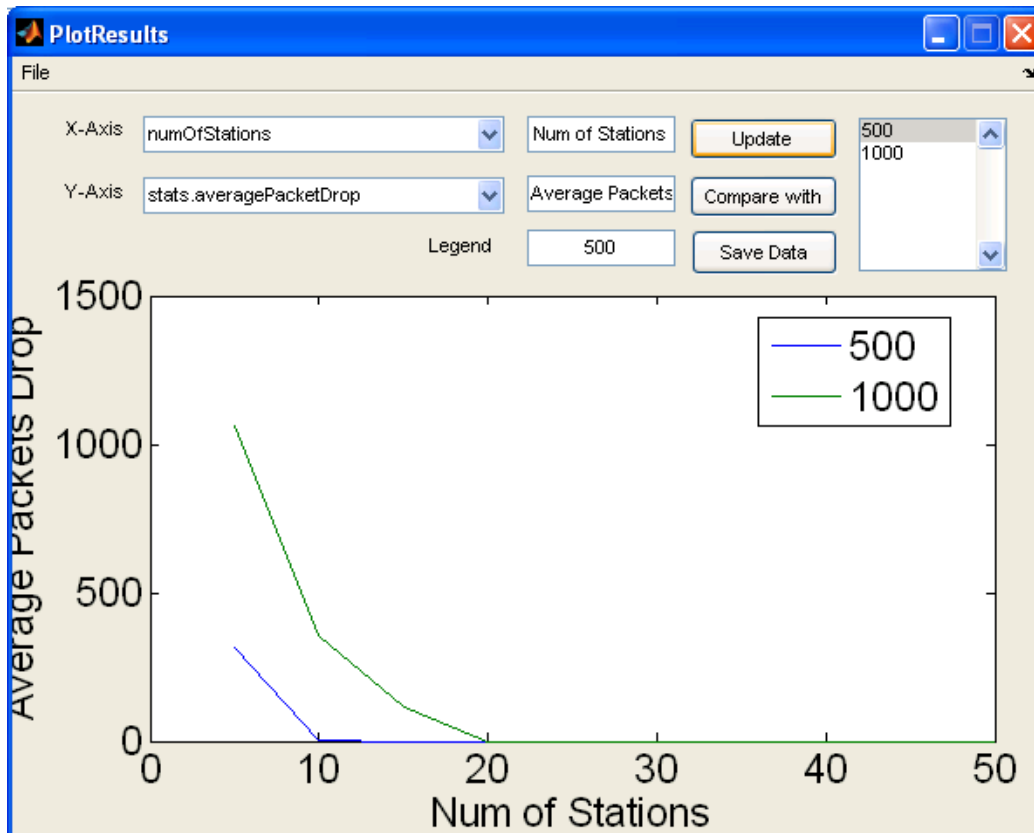 PlotResults
File
X-Axis numOfStations Num of Stations Update 500
1000
Y-Axis stats.averagePacketDrop Average Packets Compare with
Legend 500 Save Data
1500
1000
500
0
Average Packets Drop
500
1000
0 10 20 30 40 50
Num of Stations